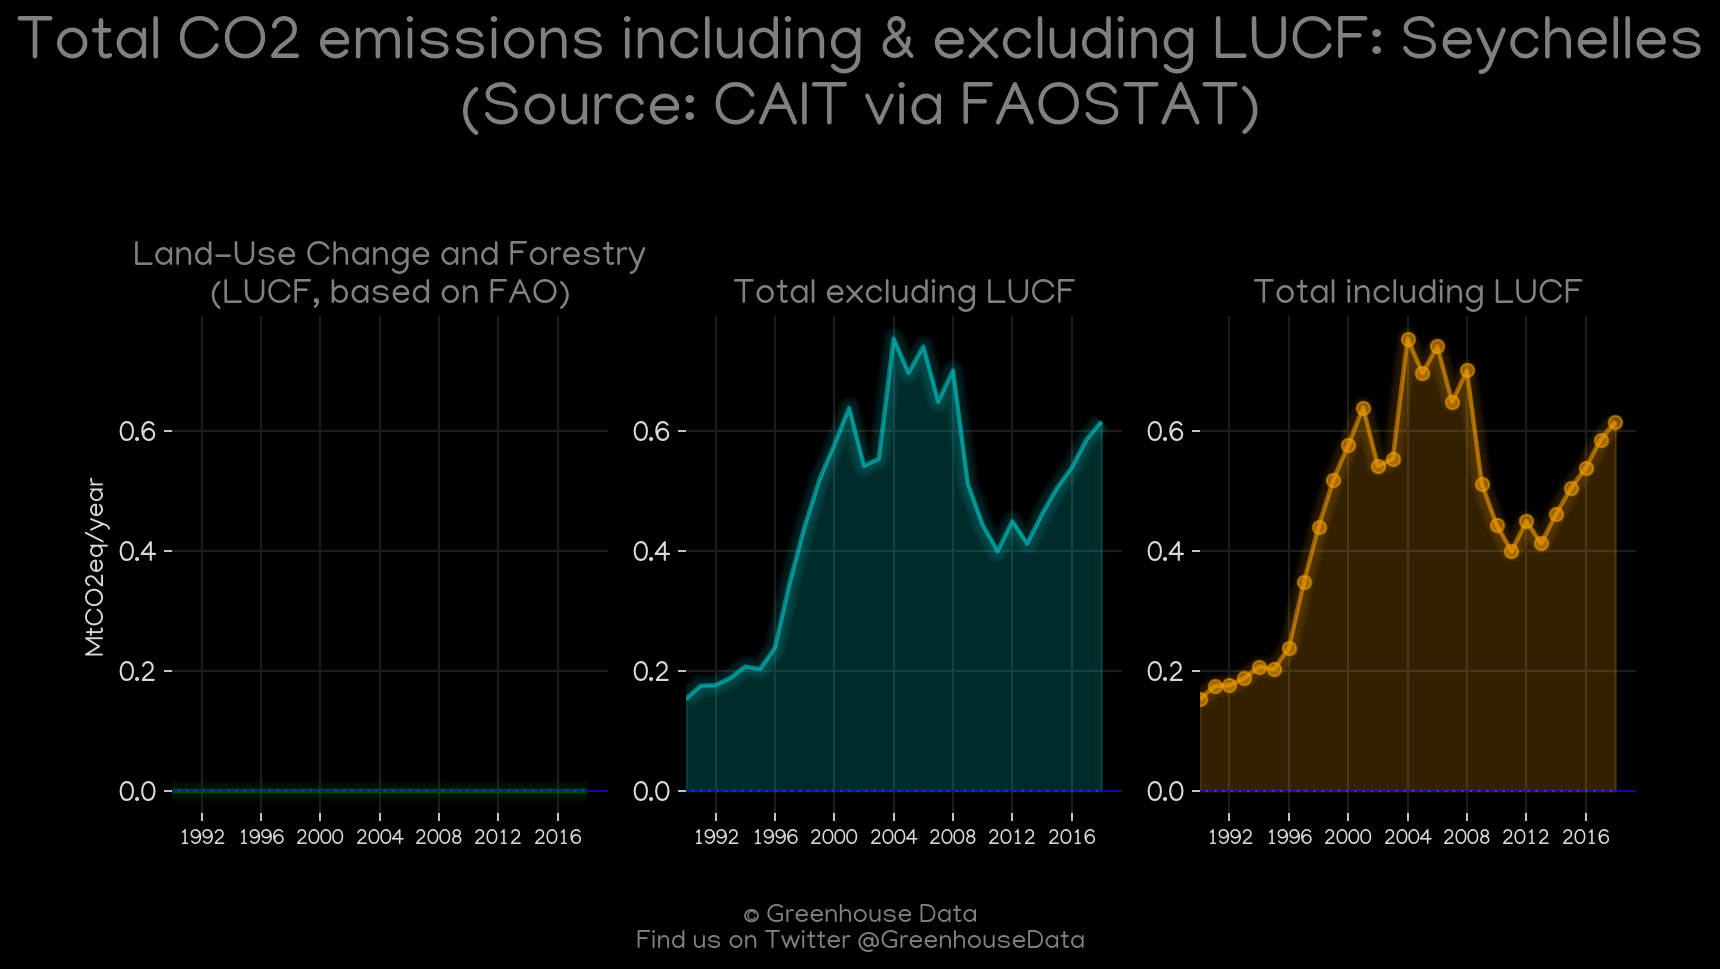 Total CO2 emissions including & excluding LUCF: Seychelles
(Source: CAIT via FAOSTAT)
Land-Use Change and Forestry
(LUCF, based on FAO)
Total excluding LUCF
Total including LUCF
MtCO2eq/year
0.6
0.4
0.2
0.0
1992 1996 2000 2004 2008 2012 2016
0.6
0.4
0.2
0.0
1992 1996 2000 2004 2008 2012 2016
0.6
0.4
0.2
0.0
1992 1996 2000 2004 2008 2012 2016
© Greenhouse Data
Find us on Twitter @GreenhouseData